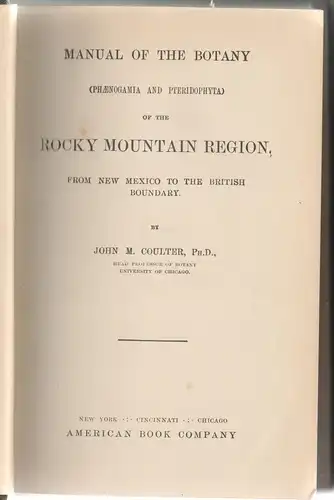 MANUAL OF THE BOTANY
(PHÆNOGAMIA AND PTERIDOPHYTA)
OF THE
ROCKY MOUNTAIN REGION,
FROM NEW MEXICO TO THE BRITISH
BOUNDARY.
BY
JOHN M. COULTER, PH.D.,
HEAD PROFESSOR OF BOTANY
UNIVERSITY OF CHICAGO.
NEW YORK ·:· CINCINNATI ·:· CHICAGO
AMERICAN BOOK COMPANY